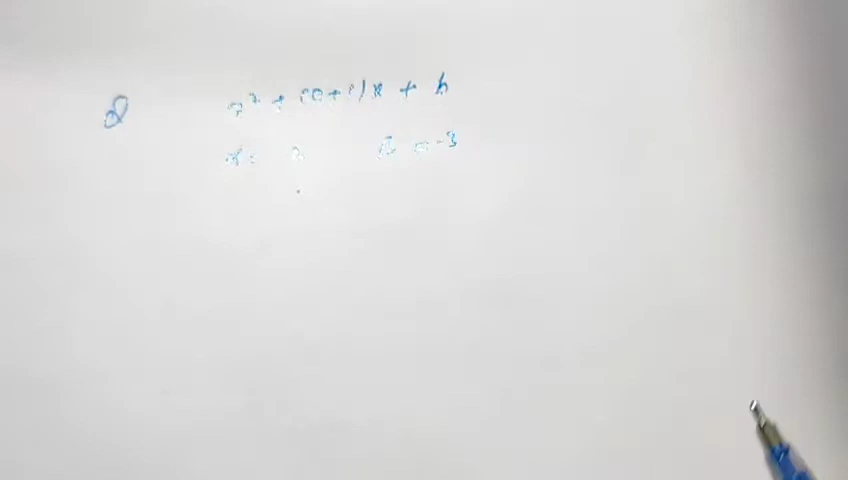 Q x² + (a+1)x + b
α = 2 β = -3